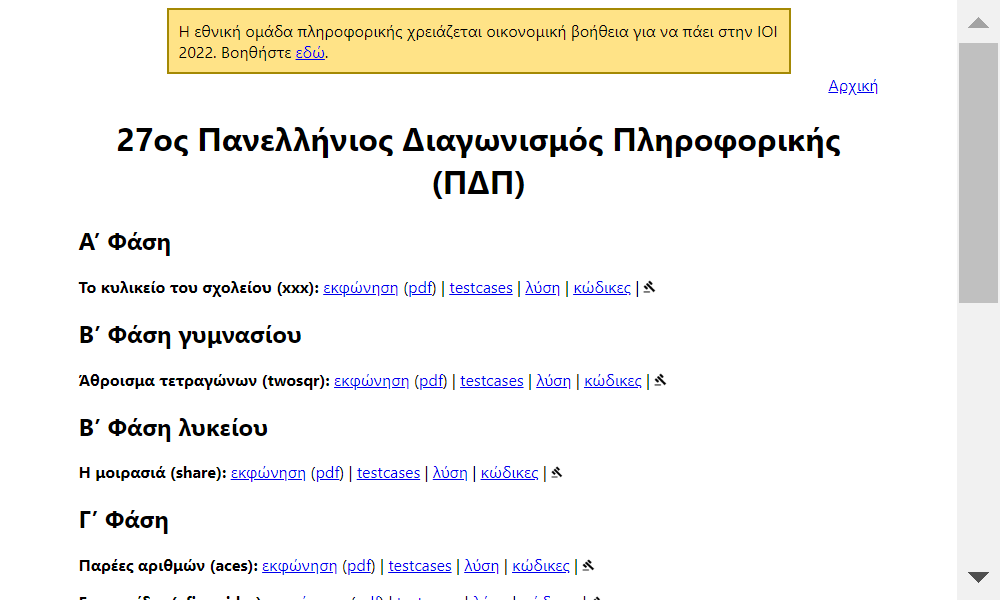 Η εθνική ομάδα πληροφορικής χρειάζεται οικονομική βοήθεια για να πάει στην ΙΟΙ
2022. Βοηθήστε εδώ.
Αρχική
27ος Πανελλήνιος Διαγωνισμός Πληροφορικής
(ΠΔΠ)
Α’ Φάση
Το κυλικείο του σχολείου (xxx): εκφώνηση (pdf) | testcases | λύση | κώδικες |
Β’ Φάση γυμνασίου
Άθροισμα τετραγώνων (twosqr): εκφώνηση (pdf) | testcases | λύση | κώδικες |
Β’ Φάση λυκείου
Η μοιρασιά (share): εκφώνηση (pdf) | testcases | λύση | κώδικες |
Γ’ Φάση
Παρέες αριθμών (aces): εκφώνηση (pdf) | testcases | λύση | κώδικες |